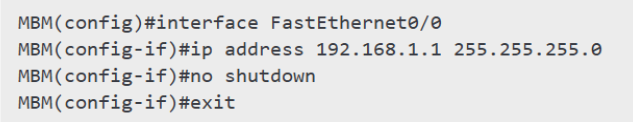 MBM(config)#interface FastEthernet0/0
MBM(config-if)#ip address 192.168.1.1 255.255.255.0
MBM(config-if)#no shutdown
MBM(config-if)#exit